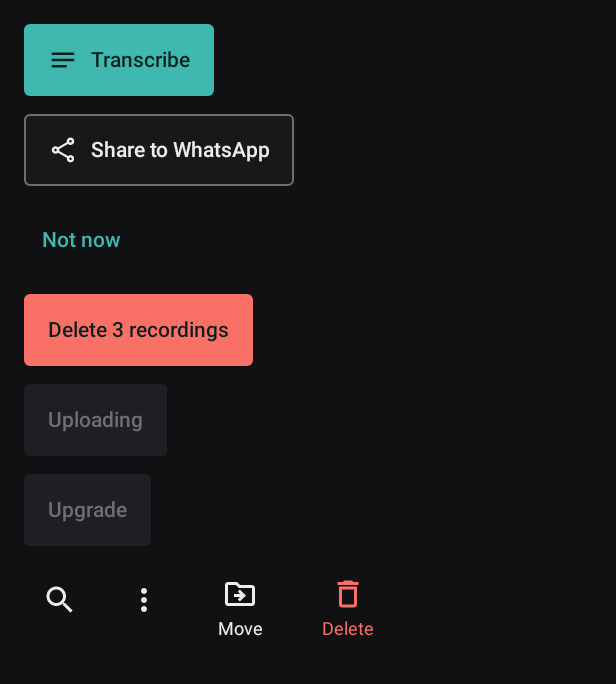 Transcribe
Share to WhatsApp
Not now
Delete 3 recordings
Uploading
Upgrade
Move
Delete